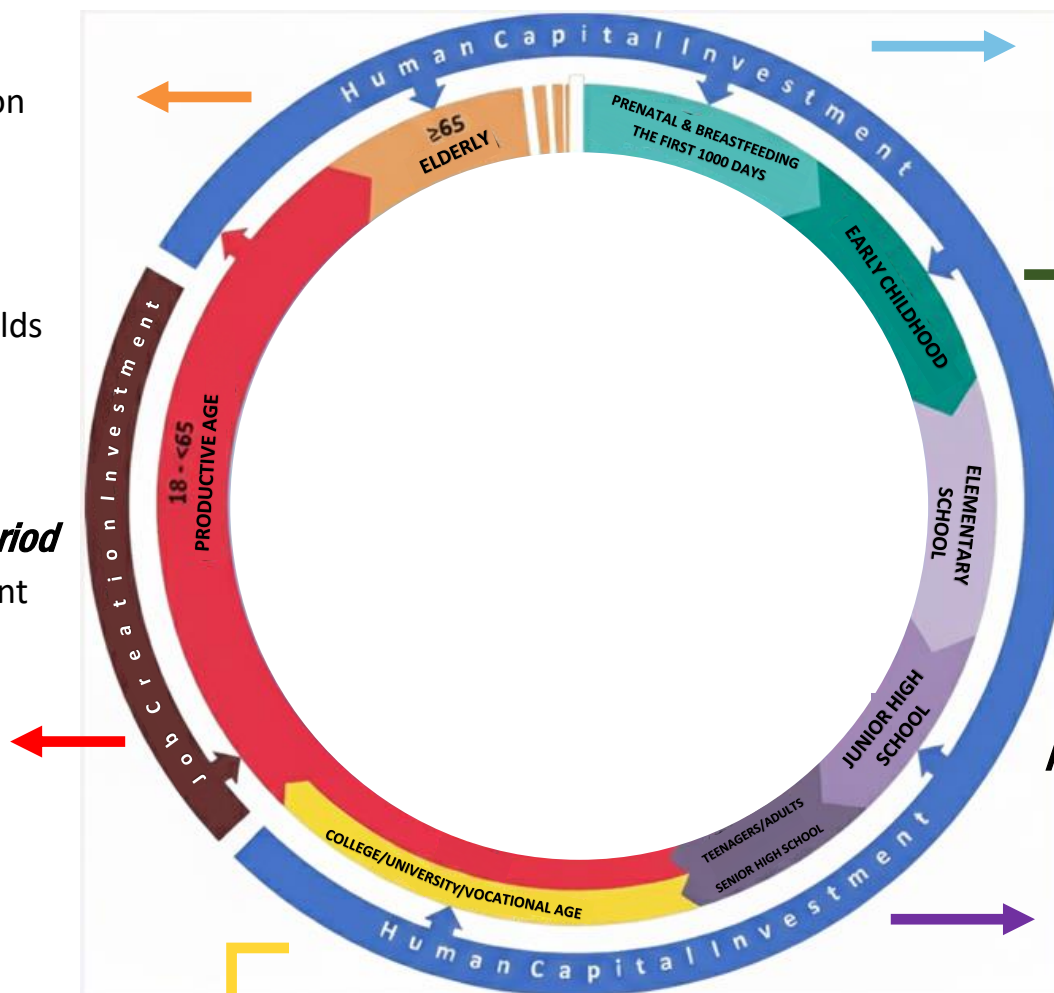 Human Capital Investment
PRENATAL & BREASTFEEDING
THE FIRST 1000 DAYS
EARLY CHILDHOOD
ELEMENTARY
SCHOOL
JUNIOR HIGH
SCHOOL
TEENAGERS/ADULTS
SENIOR HIGH SCHOOL
COLLEGE/UNIVERSITY/VOCATIONAL AGE
Human Capital Investment
18 - <65
PRODUCTIVE AGE
Job Creation Investment
≥65
ELDERLY
on
lds
riod
nt